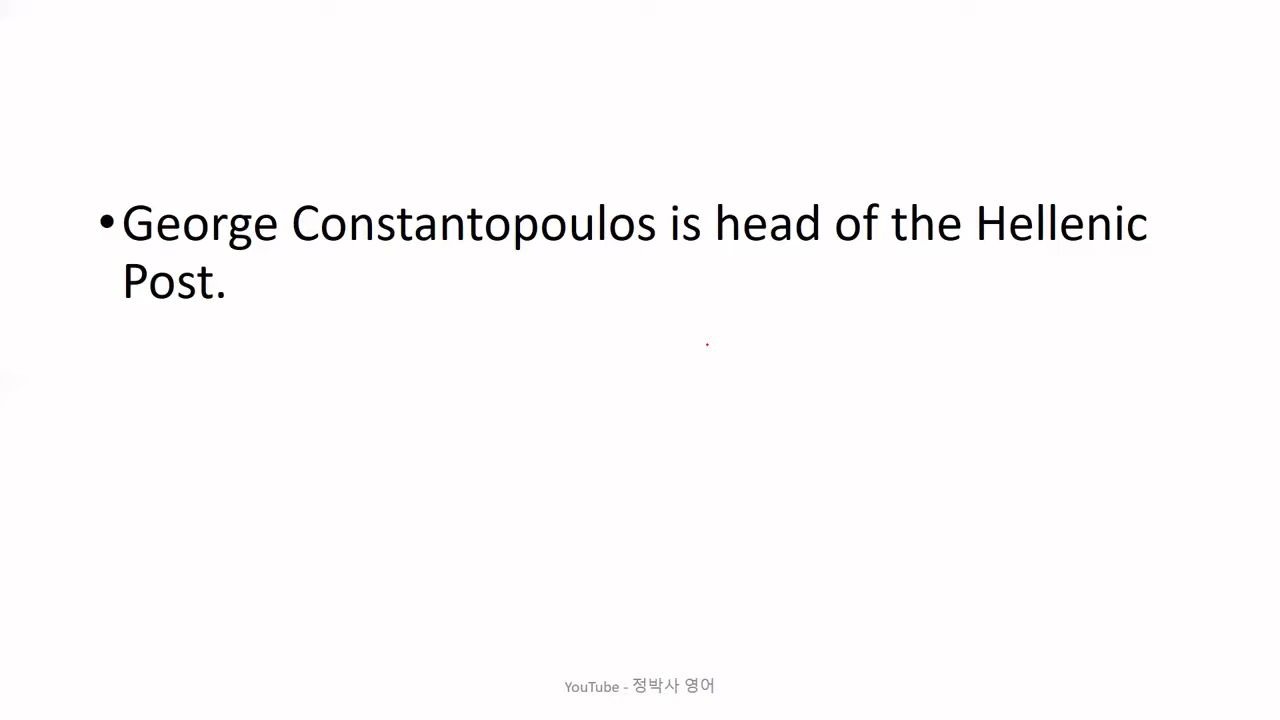 •George Constantopoulos is head of the Hellenic
Post.
YouTube - 정박사 영어